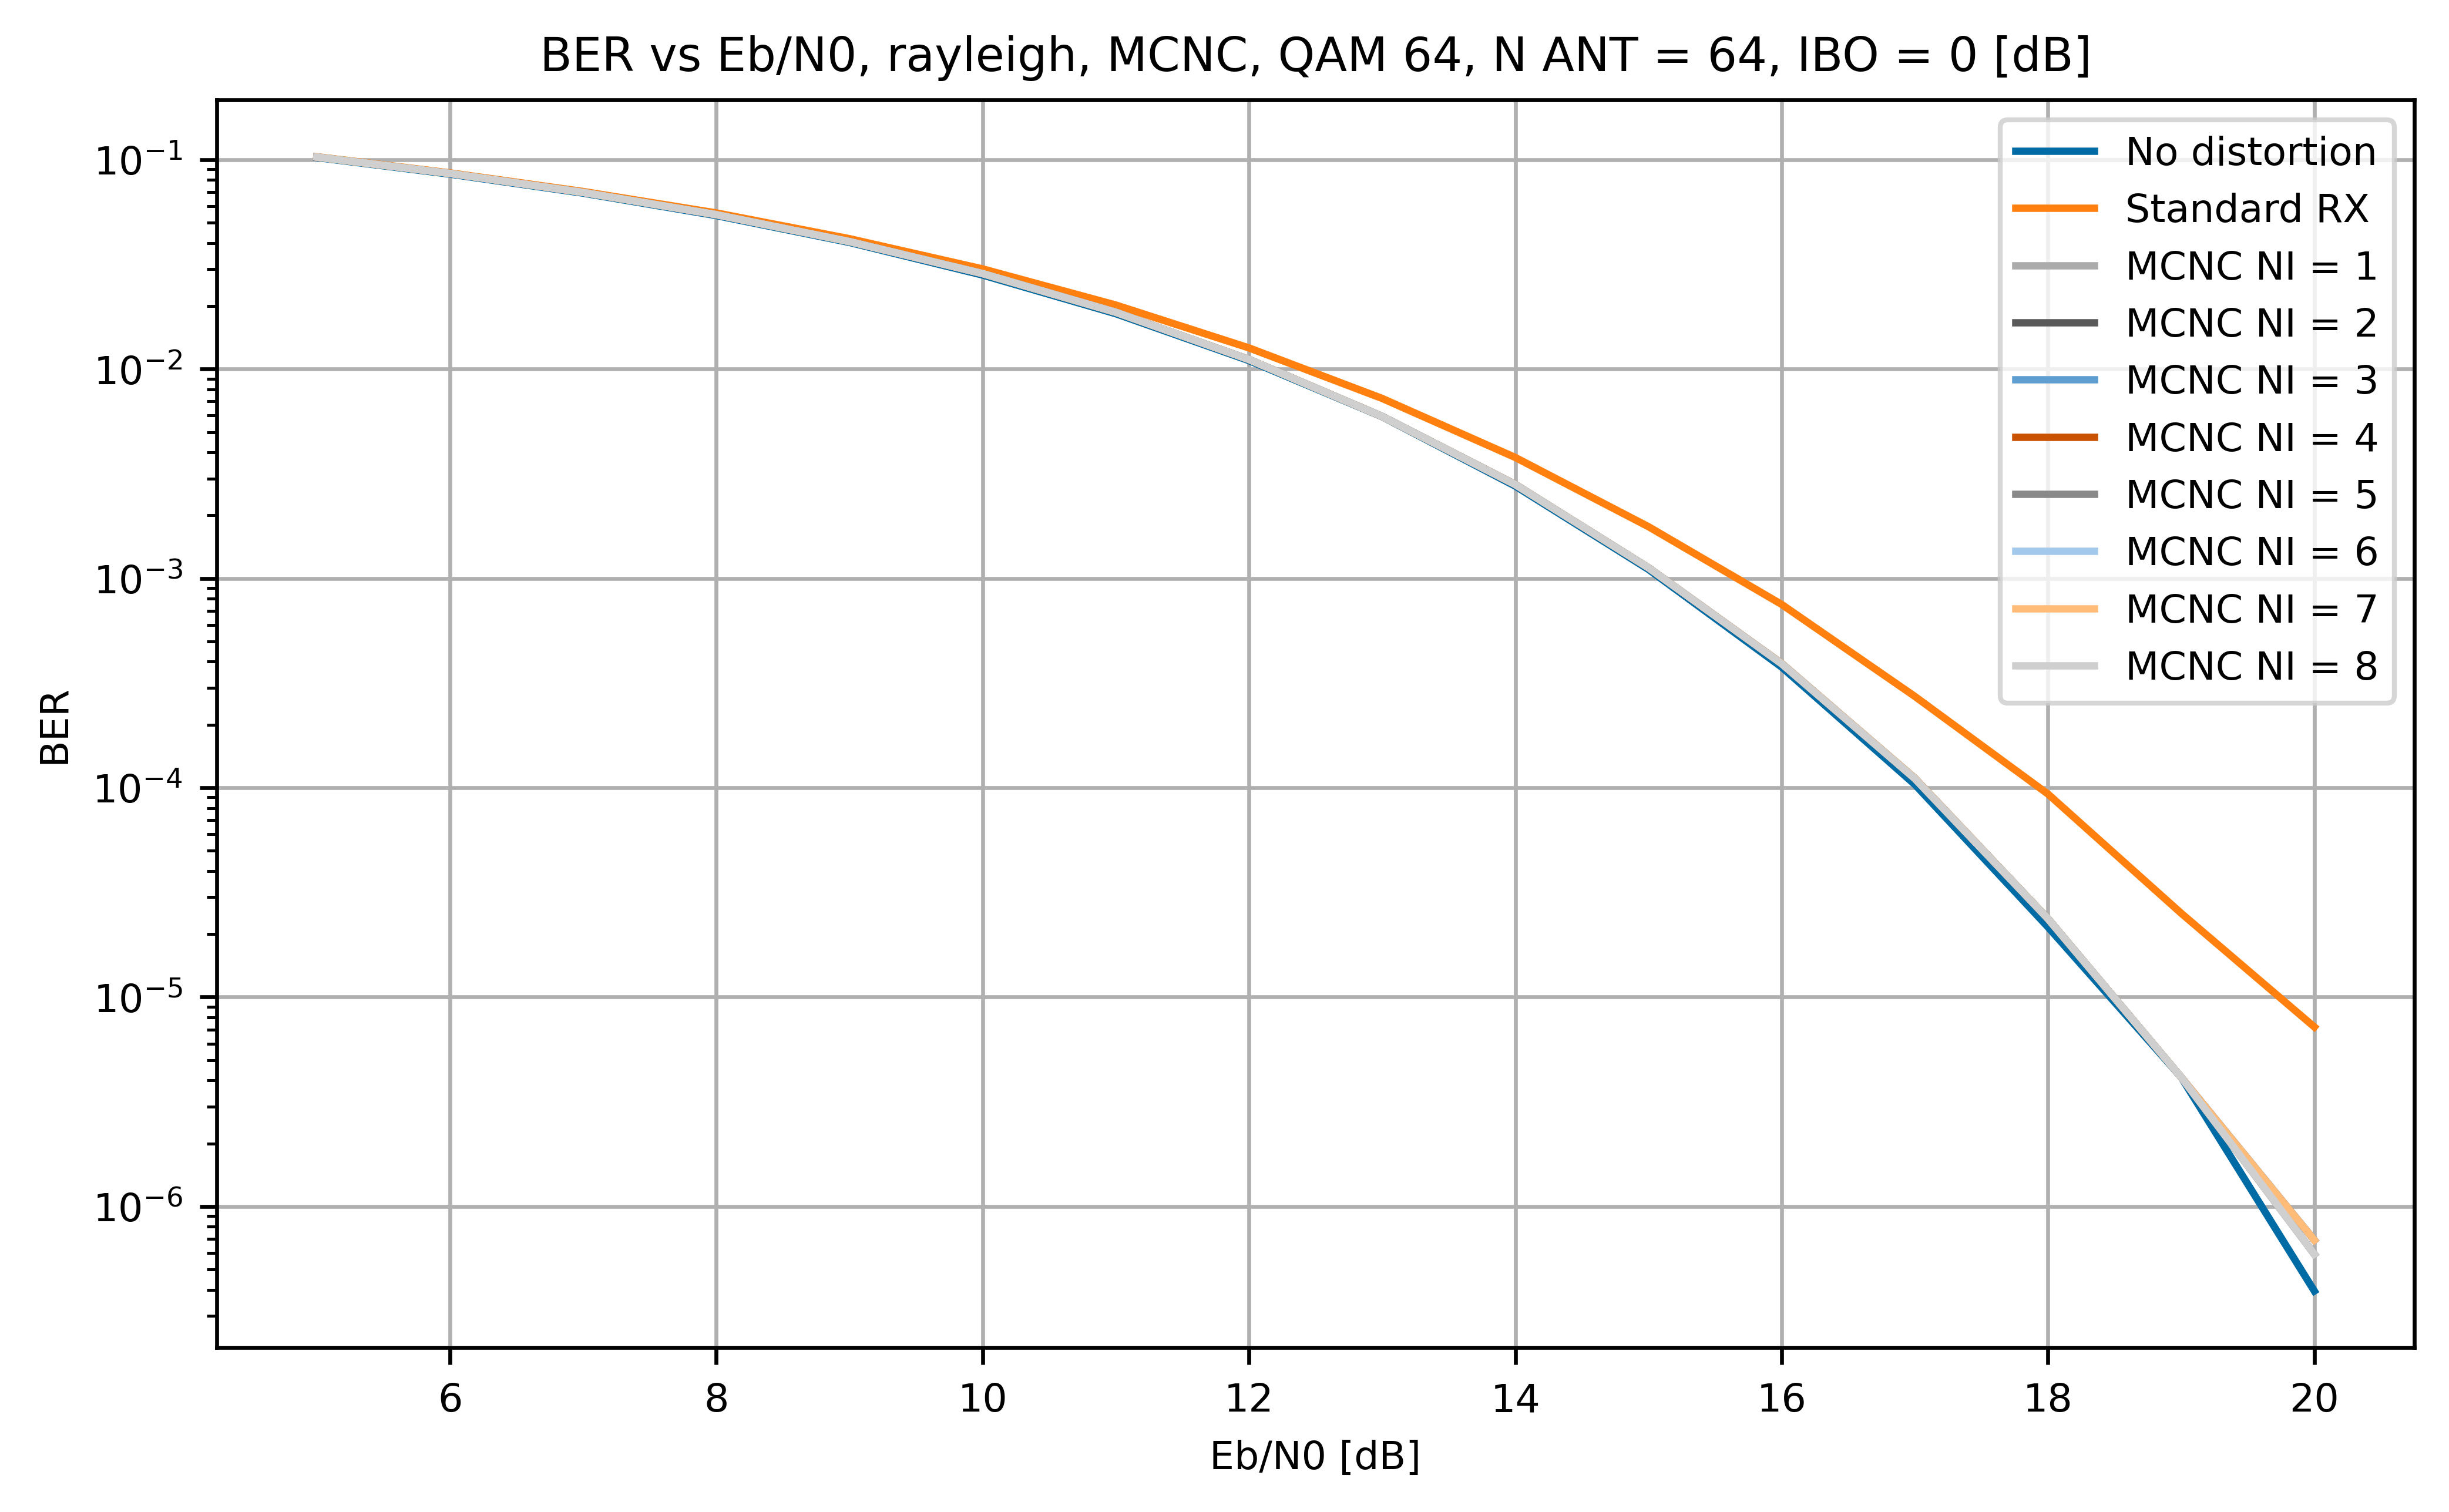 BER vs Eb/N0, rayleigh, MCNC, QAM 64, N ANT = 64, IBO = 0 [dB]
No distortion
Standard RX
MCNC NI = 1
MCNC NI = 2
MCNC NI = 3
MCNC NI = 4
MCNC NI = 5
MCNC NI = 6
MCNC NI = 7
MCNC NI = 8
BER
10⁻¹
10⁻²
10⁻³
10⁻⁴
10⁻⁵
10⁻⁶
6 8 10 12 14 16 18 20
Eb/N0 [dB]